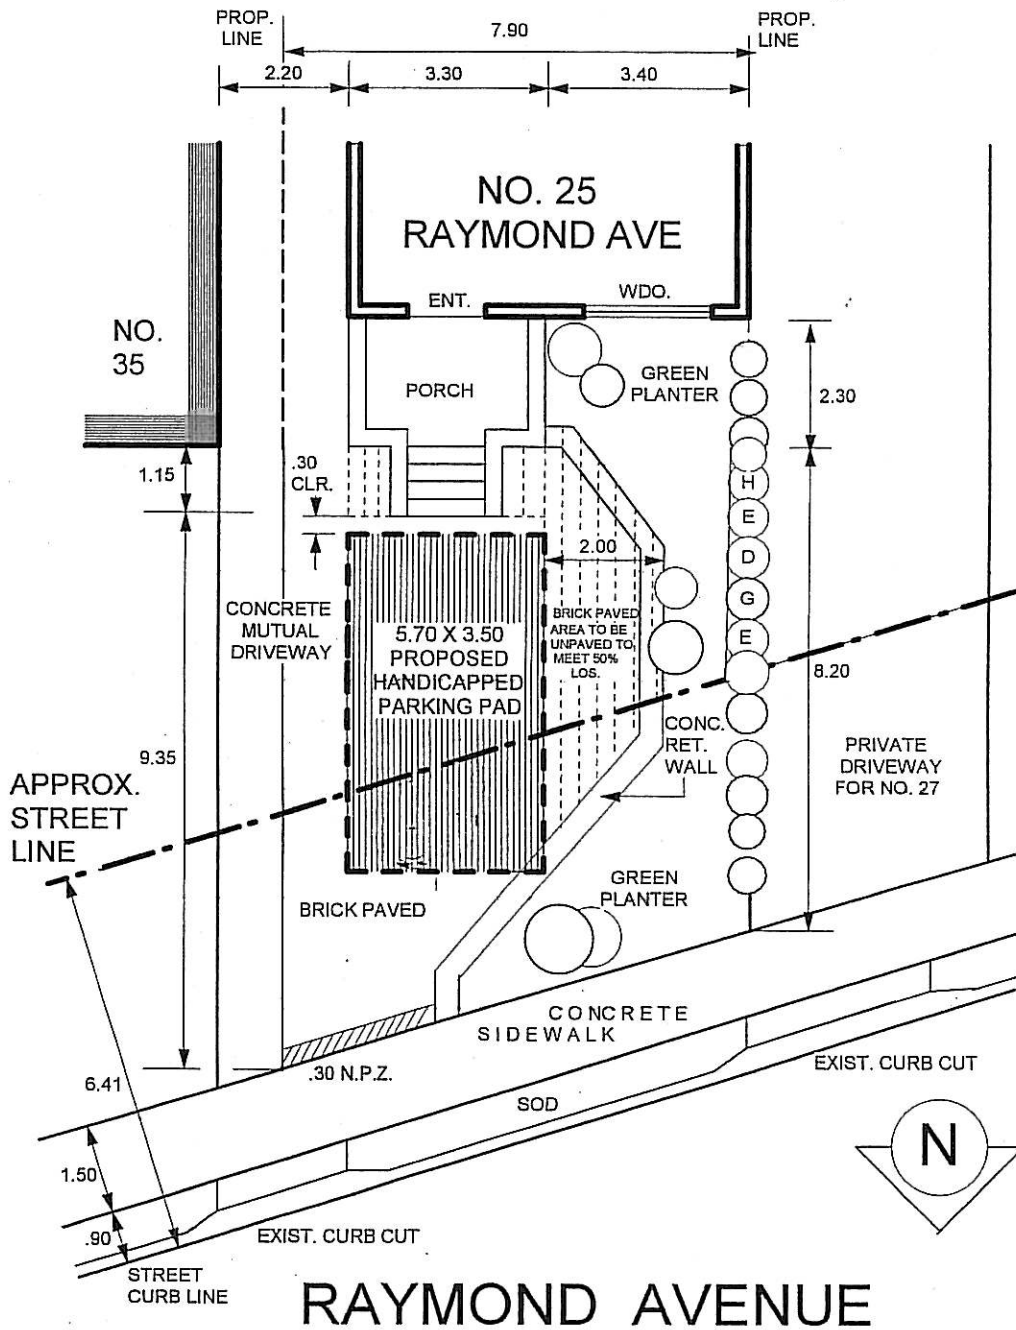 PROP.
LINE
7.90
PROP.
LINE
2.20
3.30
3.40
NO. 25
RAYMOND AVE
ENT.
WDO.
NO.
35
PORCH
GREEN
PLANTER
2.30
1.15
.30
CLR.
H
E
D
G
E
2.00
CONCRETE
MUTUAL
DRIVEWAY
5.70 X 3.50
PROPOSED
HANDICAPPED
PARKING PAD
BRICK PAVED
AREA TO BE
UNPAVED TO
MEET 50%
LOS.
8.20
CONC.
RET.
WALL
PRIVATE
DRIVEWAY
FOR NO. 27
9.35
APPROX.
STREET
LINE
BRICK PAVED
GREEN
PLANTER
CONCRETE
SIDEWALK
.30 N.P.Z.
6.41
SOD
EXIST. CURB CUT
N
1.50
.90
EXIST. CURB CUT
STREET
CURB LINE
RAYMOND AVENUE